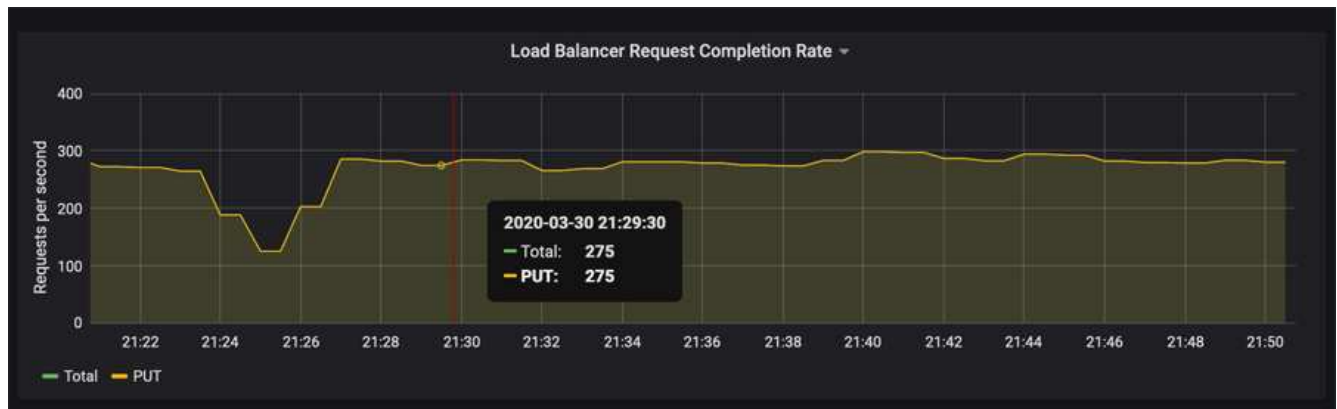 Load Balancer Request Completion Rate
Requests per second
400
300
200
100
0
2020-03-30 21:29:30
Total: 275
PUT: 275
21:22 21:24 21:26 21:28 21:30 21:32 21:34 21:36 21:38 21:40 21:42 21:44 21:46 21:48 21:50
Total PUT